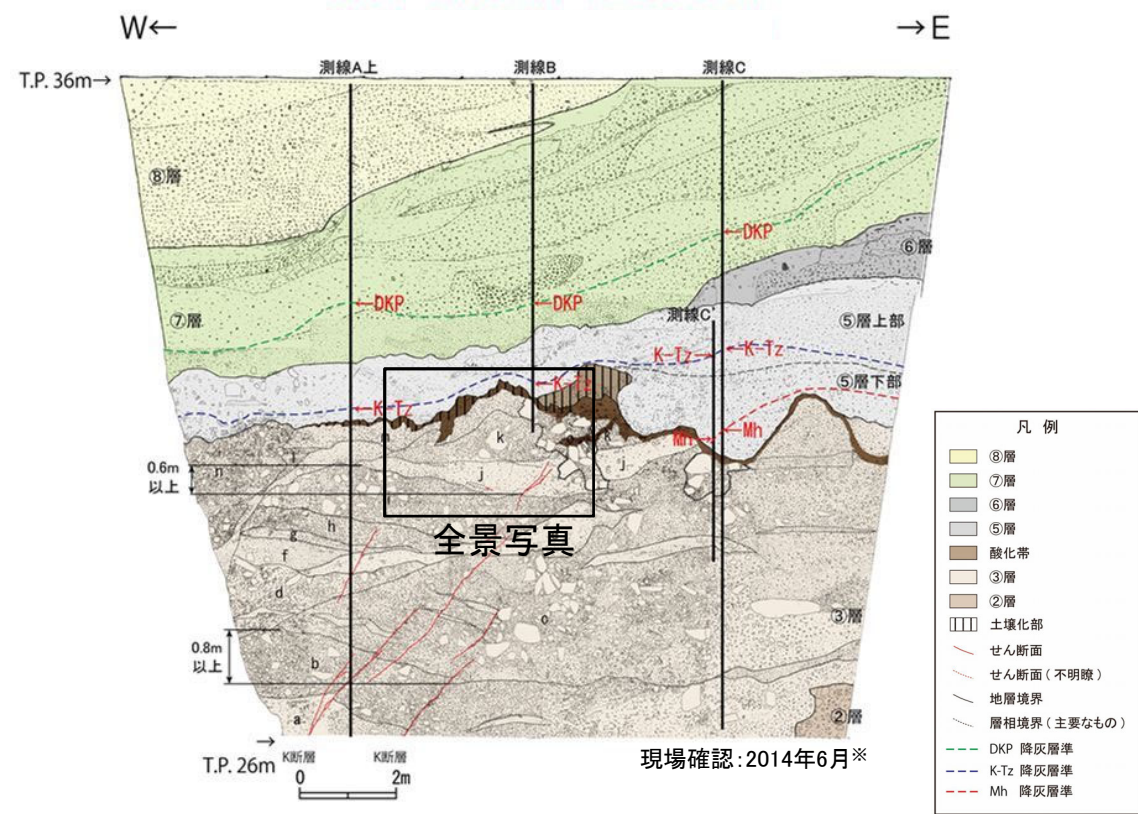 W←
→E
T.P. 36m→
測線A上
測線B
測線C
⑧層
←DKP
⑥層
←DKP
←DKP
⑦層
測線C'
⑤層上部
K-Tz→
←K-Tz
←K-Tz
⑤層下部
←K-Tz
Mh→
←Mh
m
k
k
n
l
j
j
0.6m
以上
i
h
g
全景写真
f
d
o
③層
0.8m
以上
b
a
②層
T.P. 26m
→
K断層
K断層
0
2m
現場確認:2014年6月※
凡 例
⑧層
⑦層
⑥層
⑤層
酸化帯
③層
②層
土壌化部
せん断面
せん断面(不明瞭)
地層境界
層相境界(主要なもの)
DKP 降灰層準
K-Tz 降灰層準
Mh 降灰層準